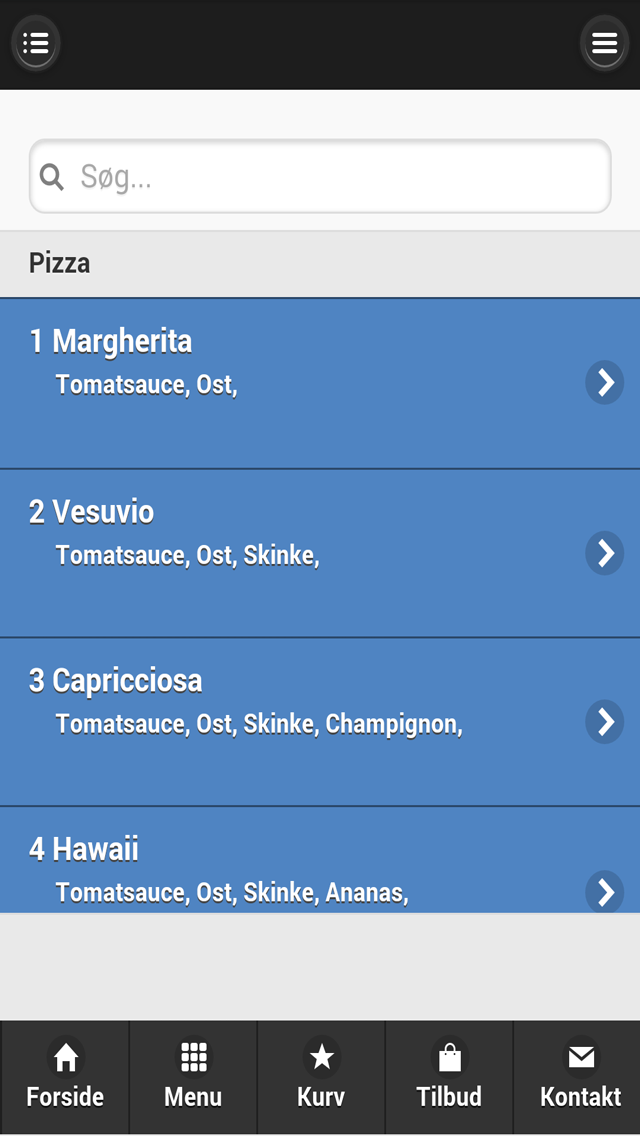 Søg...
Pizza
1 Margherita
Tomatsauce, Ost,
2 Vesuvio
Tomatsauce, Ost, Skinke,
3 Capricciosa
Tomatsauce, Ost, Skinke, Champignon,
4 Hawaii
Tomatsauce, Ost, Skinke, Ananas,
Forside Menu Kurv Tilbud Kontakt